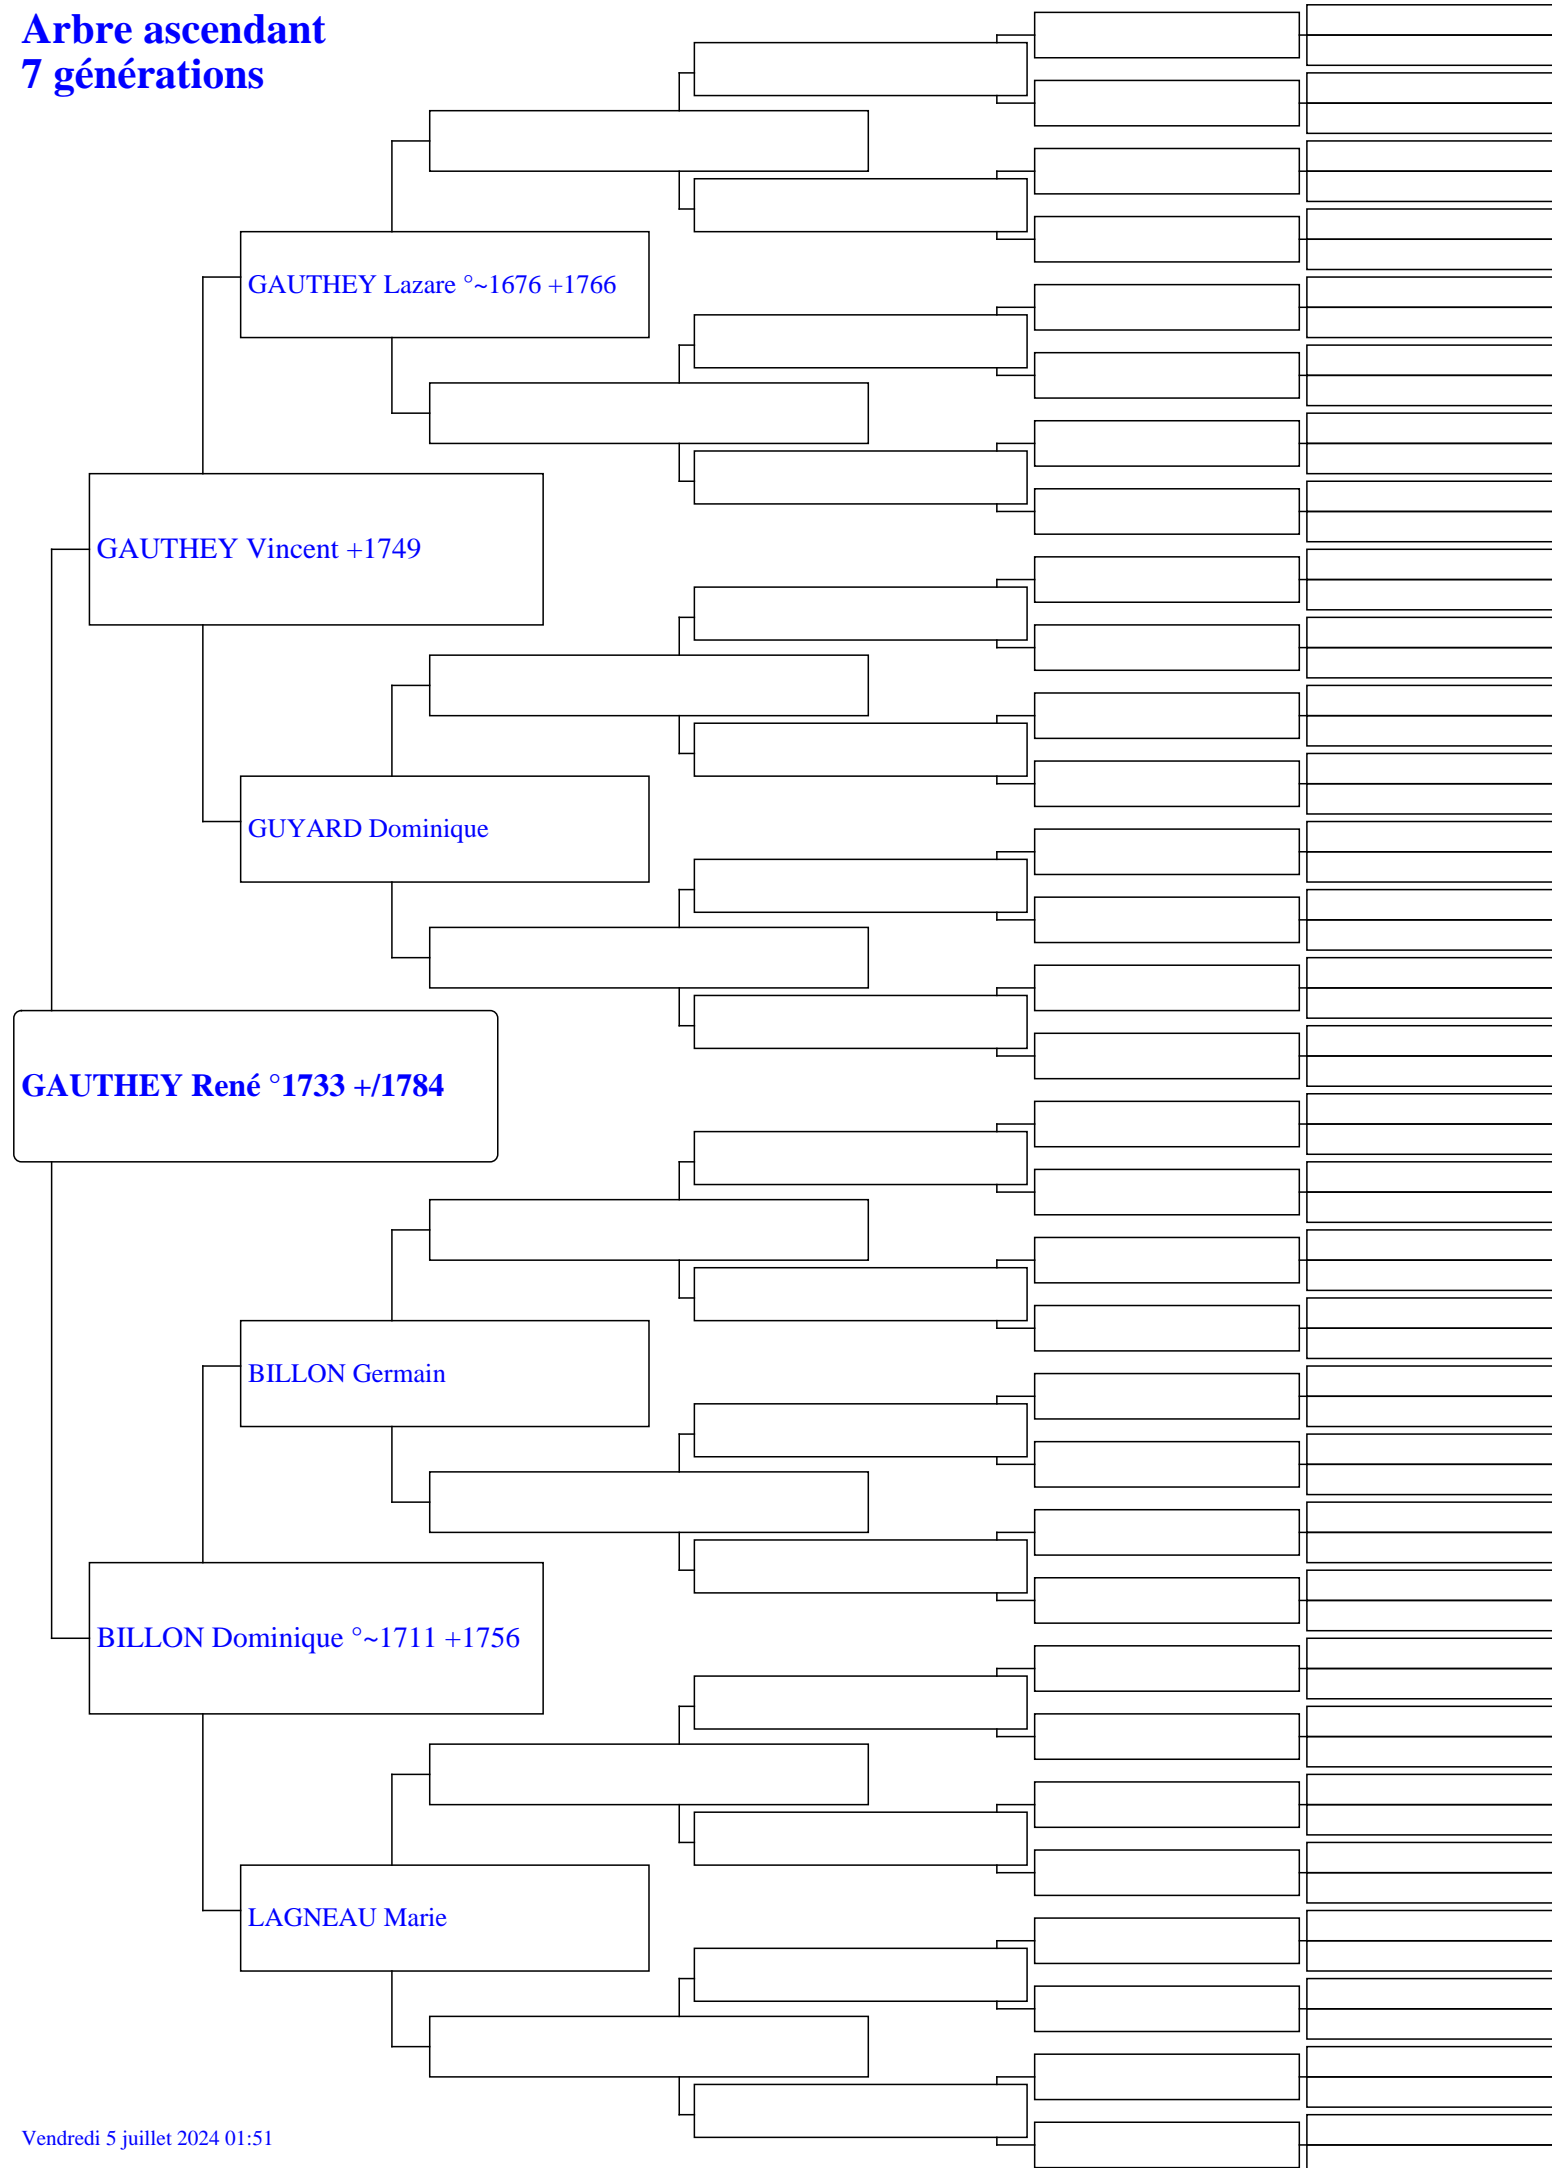 Arbre ascendant
7 générations
GAUTHEY Lazare °~1676 +1766
GAUTHEY Vincent +1749
GUYARD Dominique
GAUTHEY René °1733 +/1784
BILLON Germain
BILLON Dominique °~1711 +1756
LAGNEAU Marie
Vendredi 5 juillet 2024 01:51